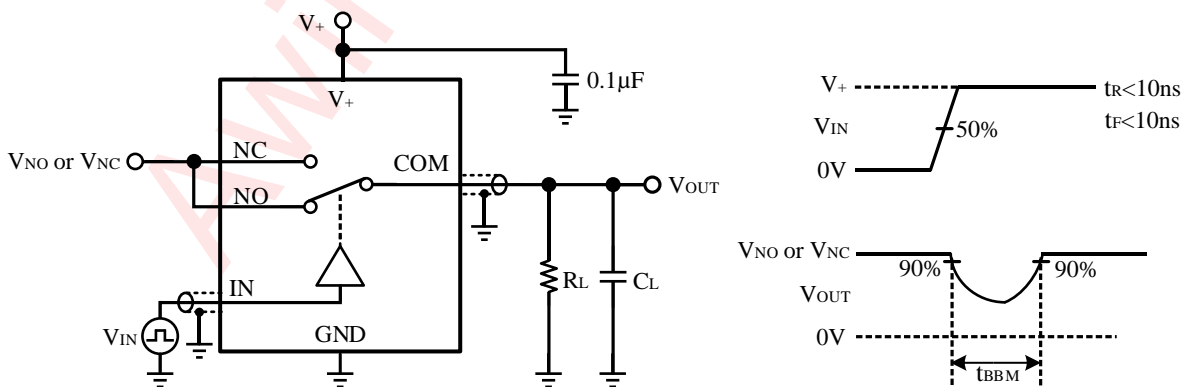 V+
V+
0.1µF
VNO or VNC
NC
COM
NO
VOUT
IN
RL
CL
VIN
GND
V+
tR<10ns
VIN
50%
tF<10ns
0V
VNO or VNC
90%
90%
VOUT
0V
tBBM